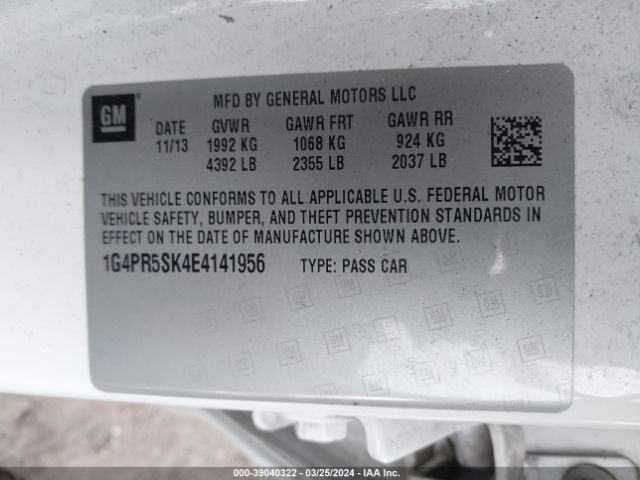 GM
MFD BY GENERAL MOTORS LLC
DATE GVWR GAWR FRT GAWR RR
11/13 1992 KG 1068 KG 924 KG
4392 LB 2355 LB 2037 LB
THIS VEHICLE CONFORMS TO ALL APPLICABLE U.S. FEDERAL MOTOR
VEHICLE SAFETY, BUMPER, AND THEFT PREVENTION STANDARDS IN
EFFECT ON THE DATE OF MANUFACTURE SHOWN ABOVE.
1G4PR5SK4E4141956 TYPE: PASS CAR
000-39040322 — 03/25/2024 — IAA Inc.